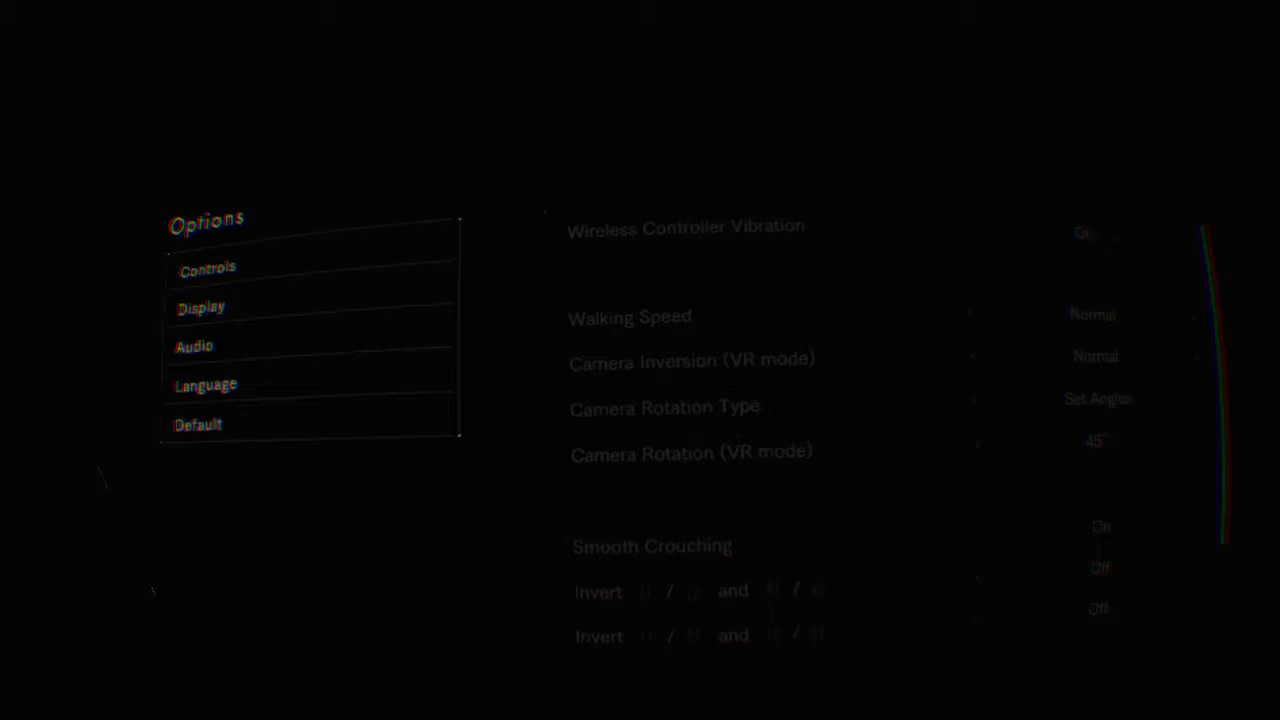 Options
Controls
Display
Audio
Language
Default
Wireless Controller Vibration
Walking Speed Normal
Camera Inversion (VR mode) Normal
Camera Rotation Type Set Angles
Camera Rotation (VR mode) 45°
Smooth Crouching On
Invert / and / Off
Invert / and / Off